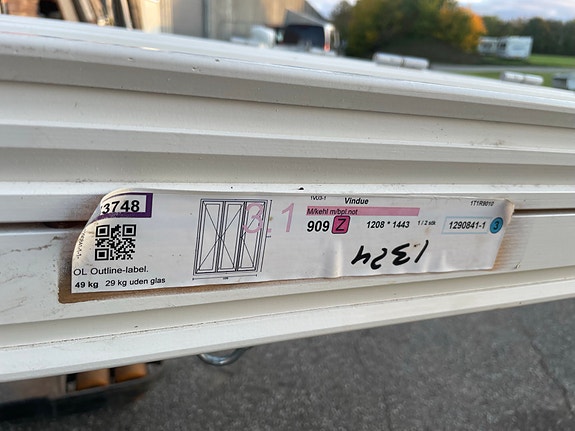 3748
OL Outline-label.
49 kg 29 kg uden glas
3:1
1V03-1 Vindue 1T1R9010
M/kehl m/bpl.not
909 Z 1208 * 1443 1 / 2 stk 1290841-1 3
1324